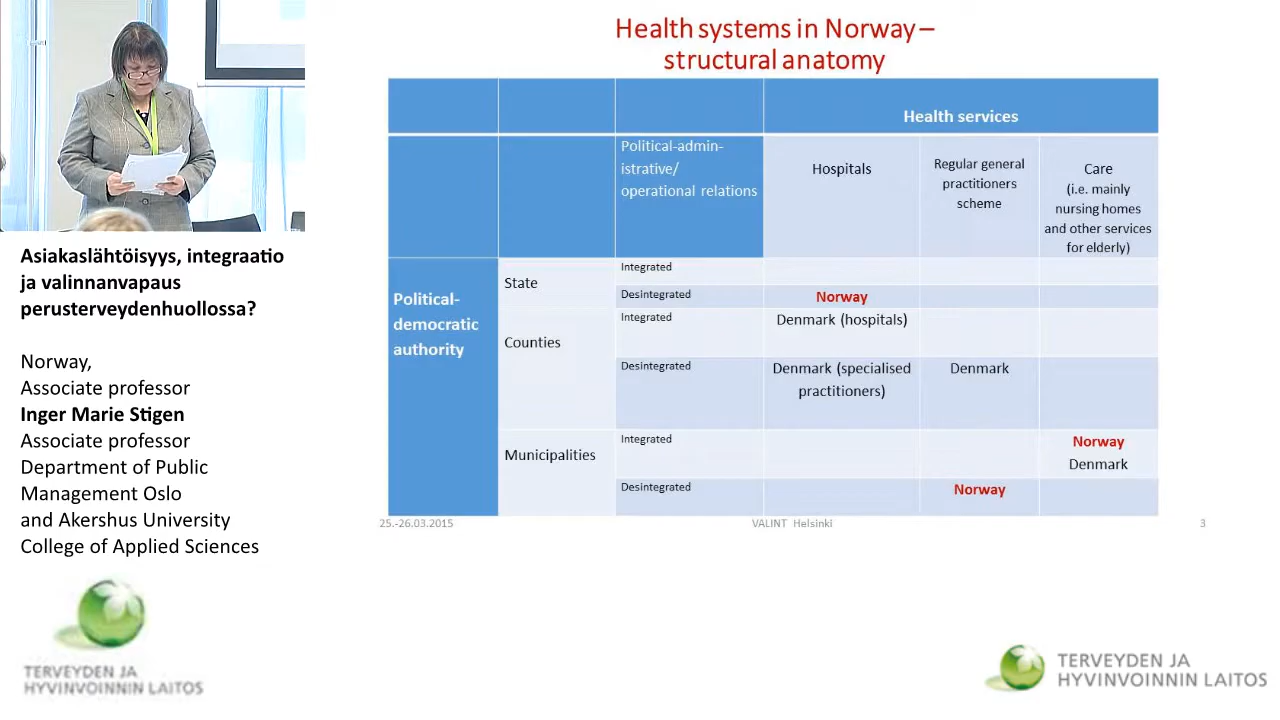 Health systems in Norway –
structural anatomy
Health services
Political-admin-
istrative/
operational relations
Hospitals
Regular general
practitioners
scheme
Care
(i.e. mainly
nursing homes
and other services
for elderly)
Political-
democratic
authority
State
Integrated
Desintegrated
Norway
Counties
Integrated
Denmark (hospitals)
Desintegrated
Denmark (specialised
practitioners)
Denmark
Municipalities
Integrated
Norway
Denmark
Desintegrated
Norway
25.-26.03.2015
VALINT Helsinki
3
Asiakaslähtöisyys, integraatio
ja valinnanvapaus
perusterveydenhuollossa?
Norway,
Associate professor
Inger Marie Stigen
Associate professor
Department of Public
Management Oslo
and Akershus University
College of Applied Sciences
TERVEYDEN JA
HYVINVOINNIN LAITOS
TERVEYDEN JA
HYVINVOINNIN LAITOS